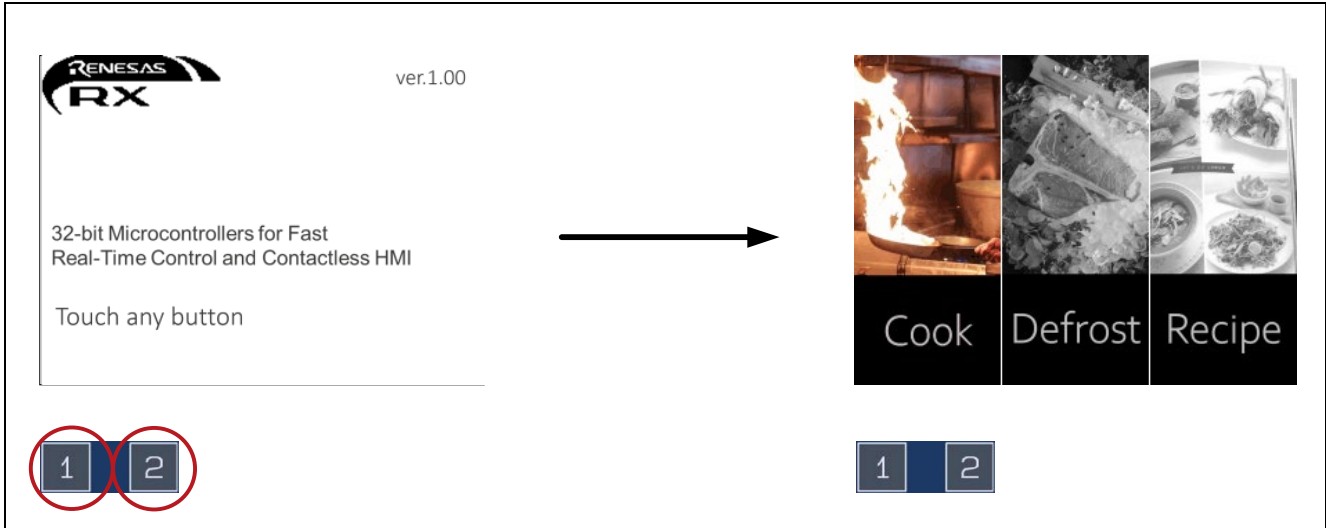 RENESAS
RX
ver.1.00
32-bit Microcontrollers for Fast
Real-Time Control and Contactless HMI
Touch any button
1 2
Cook Defrost Recipe
1 2